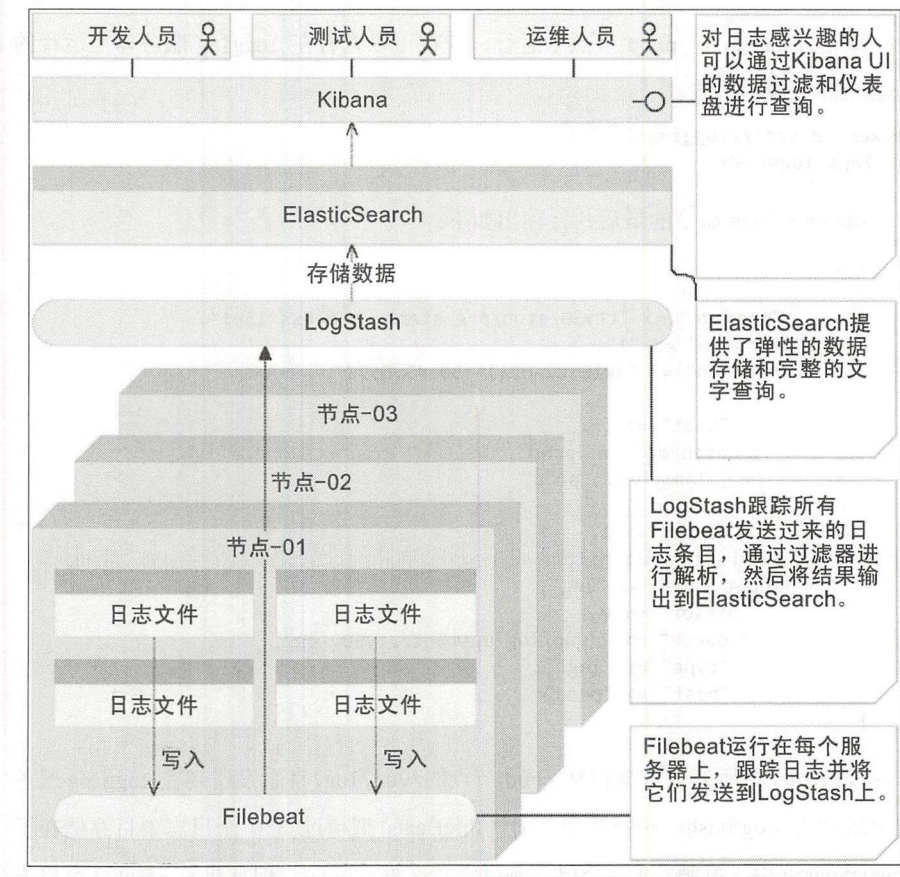 开发人员
测试人员
运维人员
Kibana
对日志感兴趣的人
可以通过Kibana UI
的数据过滤和仪表
盘进行查询。
ElasticSearch
存储数据
LogStash
ElasticSearch提
供了弹性的数据
存储和完整的文
字查询。
节点-03
节点-02
节点-01
LogStash跟踪所有
Filebeat发送过来的日
志条目，通过过滤器进
行解析，然后将结果输
出到ElasticSearch。
日志文件
日志文件
日志文件
日志文件
写入
写入
Filebeat
Filebeat运行在每个服
务器上，跟踪日志并将
它们发送到LogStash上。